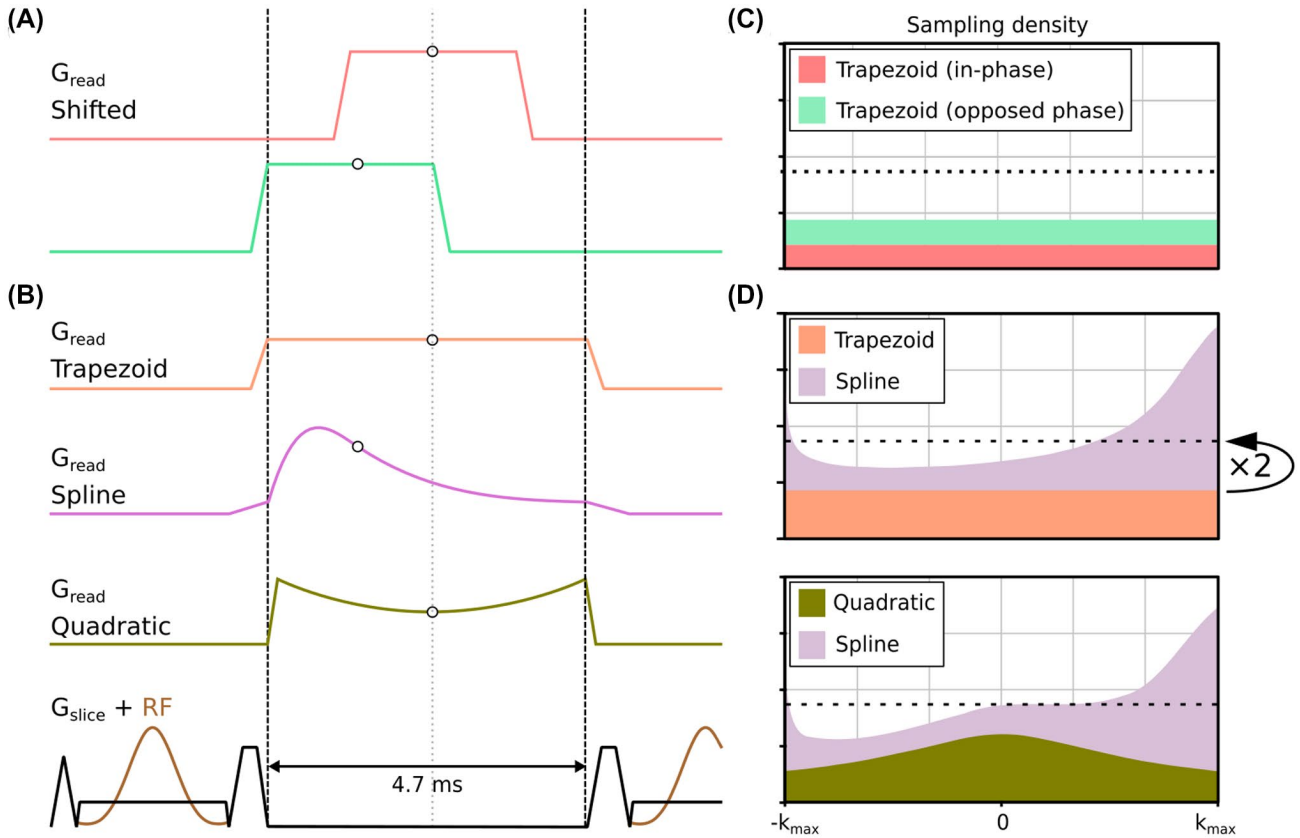 (A)
G_read
Shifted
(B)
G_read
Trapezoid
G_read
Spline
G_read
Quadratic
G_slice + RF
4.7 ms
(C)
Sampling density
Trapezoid (in-phase)
Trapezoid (opposed phase)
(D)
Trapezoid
Spline
×2
Quadratic
Spline
-k_max 0 k_max